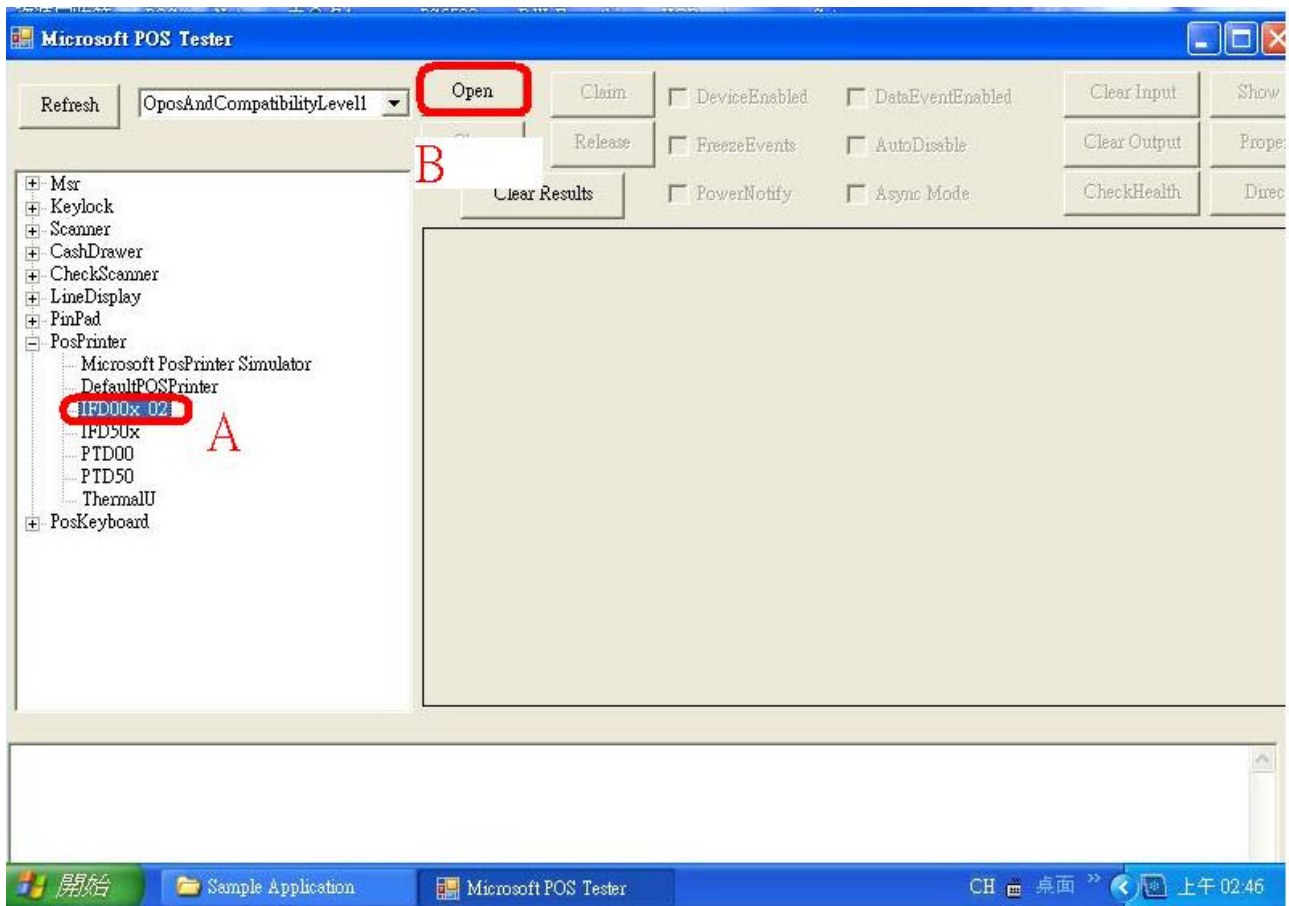 Microsoft POS Tester
Refresh
OposAndCompatibilityLevel1
Open
Claim
DeviceEnabled
DataEventEnabled
Clear Input
Show
Release
FreezeEvents
AutoDisable
Clear Output
B
Clear Results
PowerNotify
Async Mode
CheckHealth
Msr
Keylock
Scanner
CashDrawer
CheckScanner
LineDisplay
PinPad
PosPrinter
Microsoft PosPrinter Simulator
DefaultPOSPrinter
IFD00x_02
A
IFD50x
PTD00
PTD50
ThermalU
PosKeyboard
開始
Sample Application
Microsoft POS Tester
CH
桌面
上午 02:46